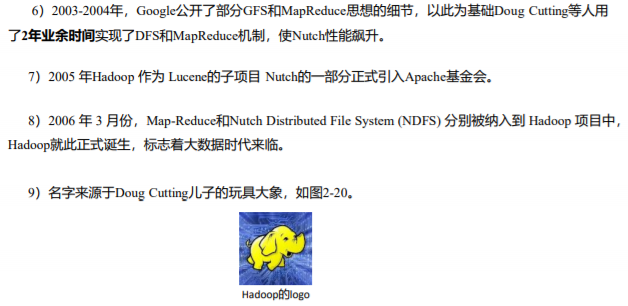 6）2003-2004年，Google公开了部分GFS和MapReduce思想的细节，以此为基础Doug Cutting等人用
了2年业余时间实现了DFS和MapReduce机制，使Nutch性能飙升。
7）2005 年Hadoop 作为 Lucene的子项目 Nutch的一部分正式引入Apache基金会。
8）2006 年 3 月份，Map-Reduce和Nutch Distributed File System (NDFS) 分别被纳入到 Hadoop 项目中，
Hadoop就此正式诞生，标志着大数据时代来临。
9）名字来源于Doug Cutting儿子的玩具大象，如图2-20。
Hadoop的logo